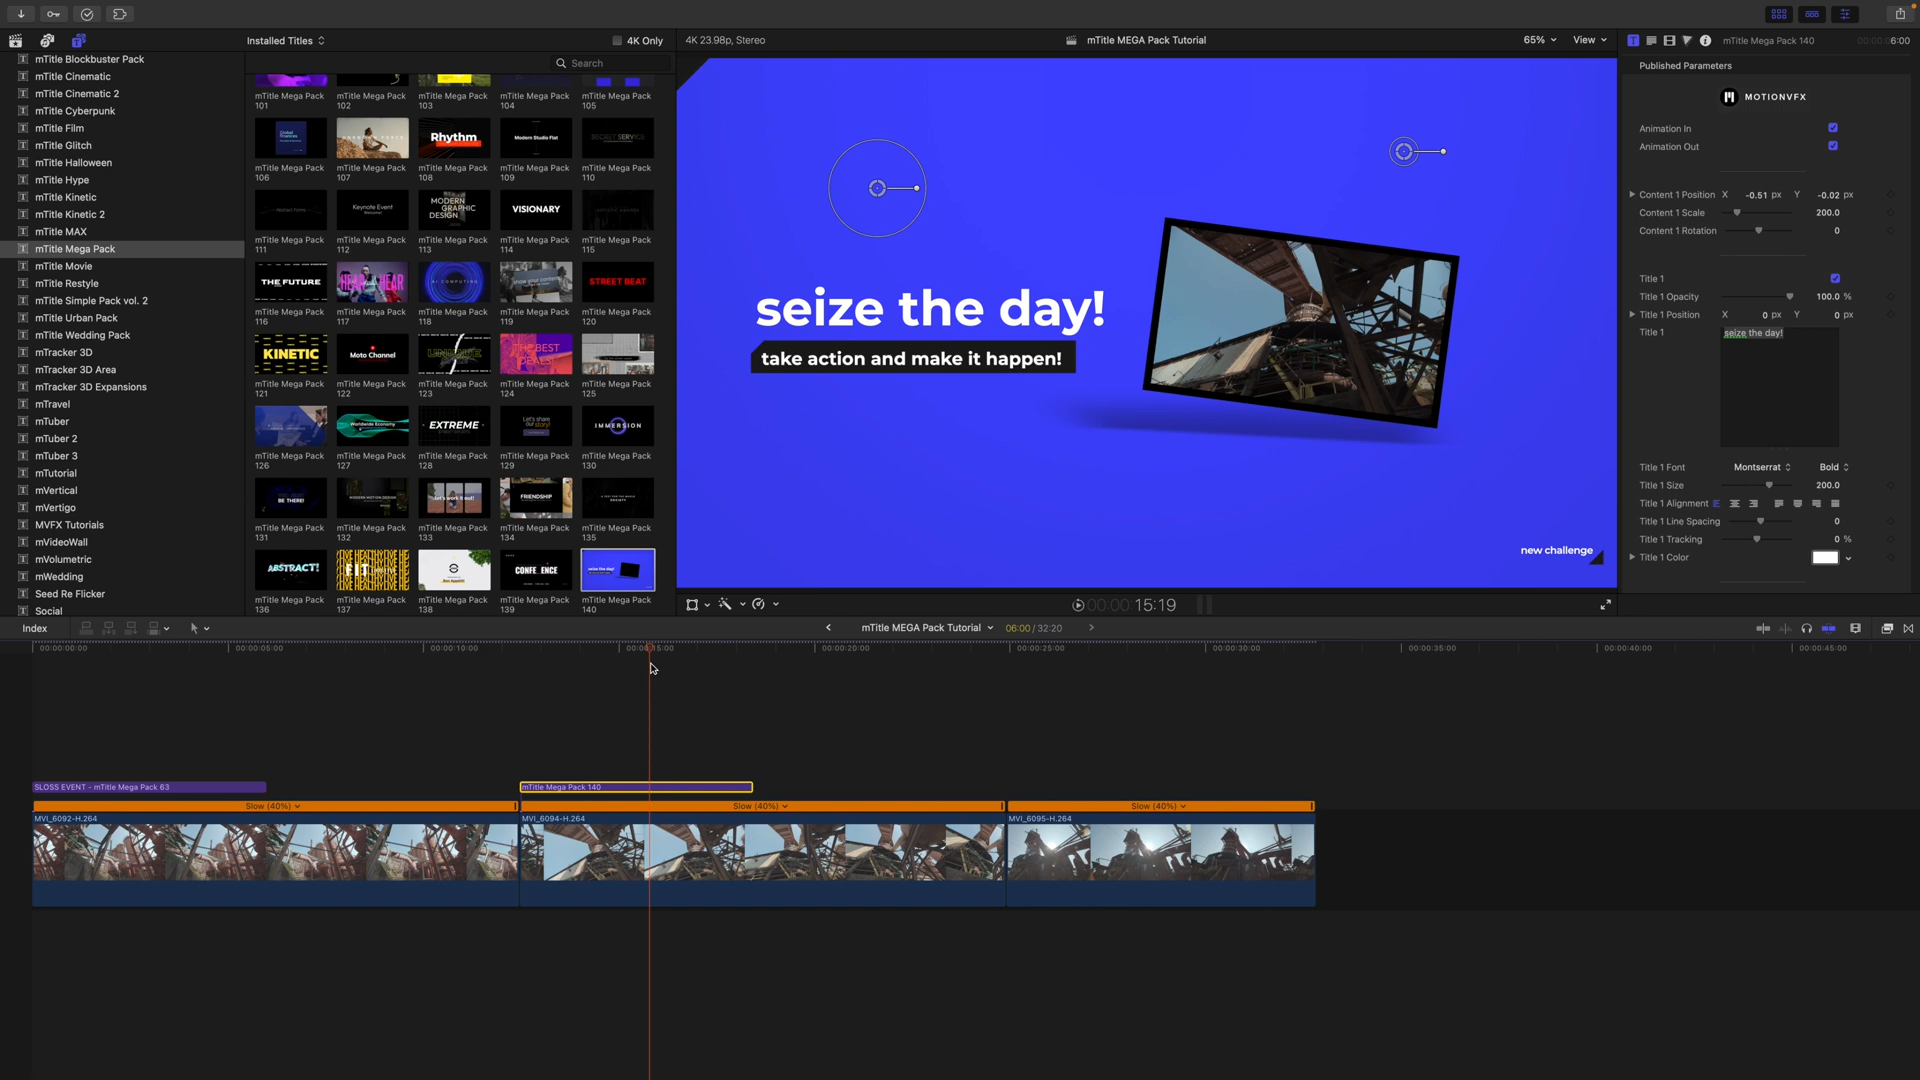 Installed Titles
4K Only
4K 23.98p, Stereo
mTitle MEGA Pack Tutorial
65%
View
mTitle Mega Pack 140
00:00:06:00
Search
mTitle Blockbuster Pack
mTitle Cinematic
mTitle Cinematic 2
mTitle Cyberpunk
mTitle Film
mTitle Glitch
mTitle Halloween
mTitle Hype
mTitle Kinetic
mTitle Kinetic 2
mTitle MAX
mTitle Mega Pack
mTitle Movie
mTitle Restyle
mTitle Simple Pack vol. 2
mTitle Urban Pack
mTitle Wedding Pack
mTracker 3D
mTracker 3D Area
mTracker 3D Expansions
mTravel
mTuber
mTuber 2
mTuber 3
mTutorial
mVertical
mVertigo
MVFX Tutorials
mVideoWall
mVolumetric
mWedding
Seed Re Flicker
Social
mTitle Mega Pack 101
mTitle Mega Pack 102
mTitle Mega Pack 103
mTitle Mega Pack 104
mTitle Mega Pack 105
Global Finances
Rhythm
Modern Studio Flat
SECRET SERVICE
mTitle Mega Pack 106
mTitle Mega Pack 107
mTitle Mega Pack 108
mTitle Mega Pack 109
mTitle Mega Pack 110
Abstract Forms
Keynote Event
Welcome!
MODERN GRAPHIC DESIGN
VISIONARY
mTitle Mega Pack 111
mTitle Mega Pack 112
mTitle Mega Pack 113
mTitle Mega Pack 114
mTitle Mega Pack 115
THE FUTURE
AI COMPUTING
show your content
STREET BEAT
mTitle Mega Pack 116
mTitle Mega Pack 117
mTitle Mega Pack 118
mTitle Mega Pack 119
mTitle Mega Pack 120
KINETIC
Moto Channel
THE BEST IDEAS!
mTitle Mega Pack 121
mTitle Mega Pack 122
mTitle Mega Pack 123
mTitle Mega Pack 124
mTitle Mega Pack 125
Worldwide Economy
EXTREME
Let's share our story!
IMMERSION
mTitle Mega Pack 126
mTitle Mega Pack 127
mTitle Mega Pack 128
mTitle Mega Pack 129
mTitle Mega Pack 130
BE THERE!
MODERN MOTION DESIGN
Let's work it out!
FRIENDSHIP
mTitle Mega Pack 131
mTitle Mega Pack 132
mTitle Mega Pack 133
mTitle Mega Pack 134
mTitle Mega Pack 135
ABSTRACT!
FIT
Bon Appetit!
CONFE ENCE
seize the day!
mTitle Mega Pack 136
mTitle Mega Pack 137
mTitle Mega Pack 138
mTitle Mega Pack 139
mTitle Mega Pack 140
seize the day!
take action and make it happen!
new challenge
00:00:00:15:19
Published Parameters
MOTIONVFX
Animation In
Animation Out
Content 1 Position X -0.51 px Y -0.02 px
Content 1 Scale 200.0
Content 1 Rotation 0
Title 1
Title 1 Opacity 100.0 %
Title 1 Position X 0 px Y 0 px
Title 1 seize the day!
Title 1 Font Montserrat Bold
Title 1 Size 200.0
Title 1 Alignment
Title 1 Line Spacing 0
Title 1 Tracking 0 %
Title 1 Color
Index
mTitle MEGA Pack Tutorial
06:00 / 32:20
00:00:00:00
00:00:05:00
00:00:10:00
00:00:15:00
00:00:20:00
00:00:25:00
00:00:30:00
00:00:35:00
00:00:40:00
00:00:45:00
SLOSS EVENT - mTitle Mega Pack 63
mTitle Mega Pack 140
Slow (40%)
Slow (40%)
Slow (40%)
MVI_6092-H.264
MVI_6094-H.264
MVI_6095-H.264